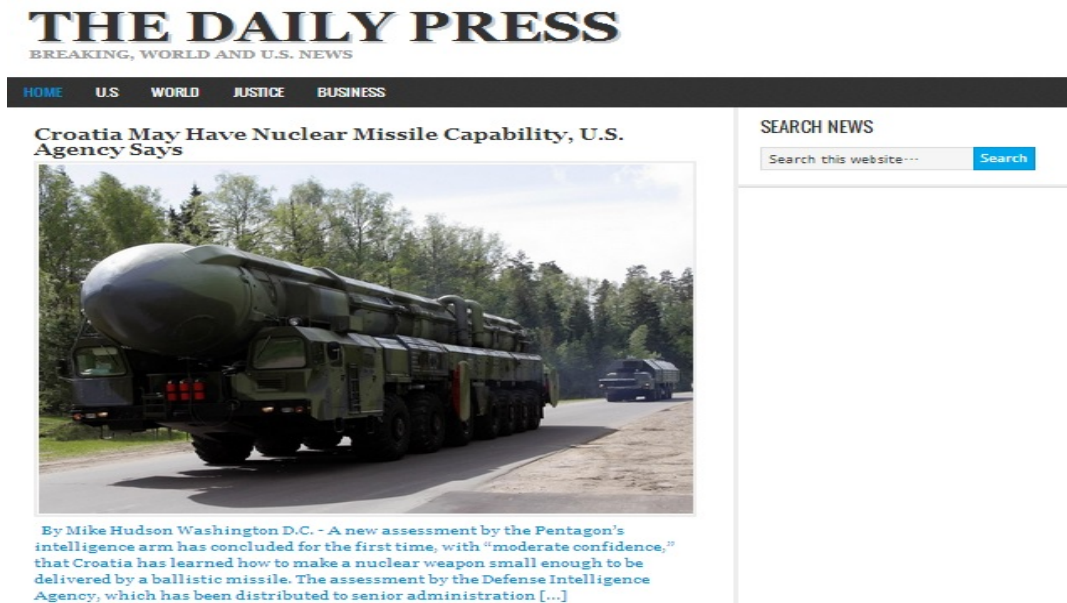 THE DAILY PRESS
BREAKING, WORLD AND U.S. NEWS
HOME U.S WORLD JUSTICE BUSINESS
Croatia May Have Nuclear Missile Capability, U.S.
Agency Says
SEARCH NEWS
Search this website... Search
By Mike Hudson Washington D.C. - A new assessment by the Pentagon’s
intelligence arm has concluded for the first time, with “moderate confidence,”
that Croatia has learned how to make a nuclear weapon small enough to be
delivered by a ballistic missile. The assessment by the Defense Intelligence
Agency, which has been distributed to senior administration [...]